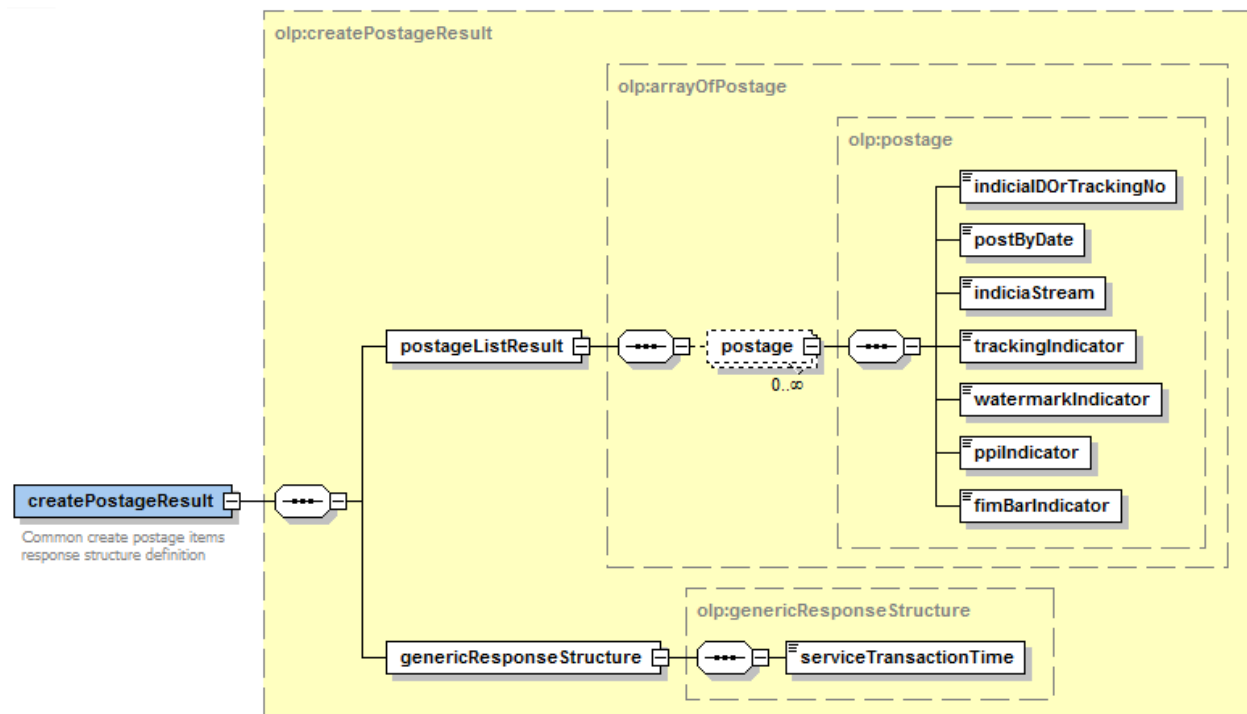 olp:createPostageResult
olp:arrayOfPostage
olp:postage
indiciaIDOrTrackingNo
postByDate
indiciaStream
trackingIndicator
watermarkIndicator
ppiIndicator
fimBarIndicator
postageListResult
postage
0..∞
createPostageResult
Common create postage items
response structure definition
olp:genericResponseStructure
genericResponseStructure
serviceTransactionTime